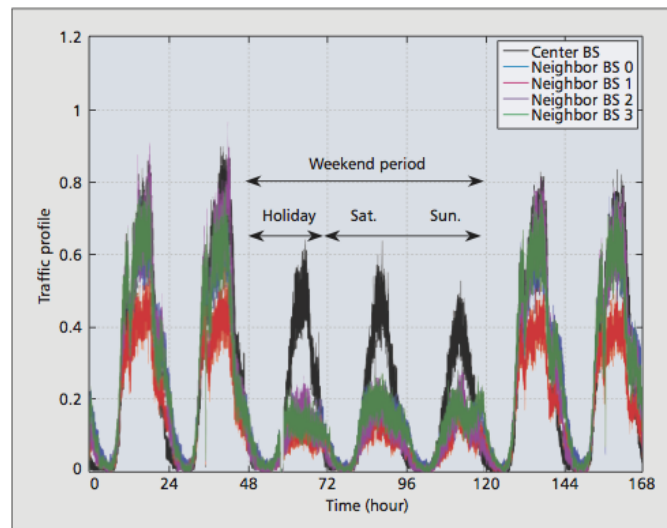 1.2
1
0.8
0.6
0.4
0.2
0
Traffic profile
Center BS
Neighbor BS 0
Neighbor BS 1
Neighbor BS 2
Neighbor BS 3
Weekend period
Holiday Sat. Sun.
0 24 48 72 96 120 144 168
Time (hour)